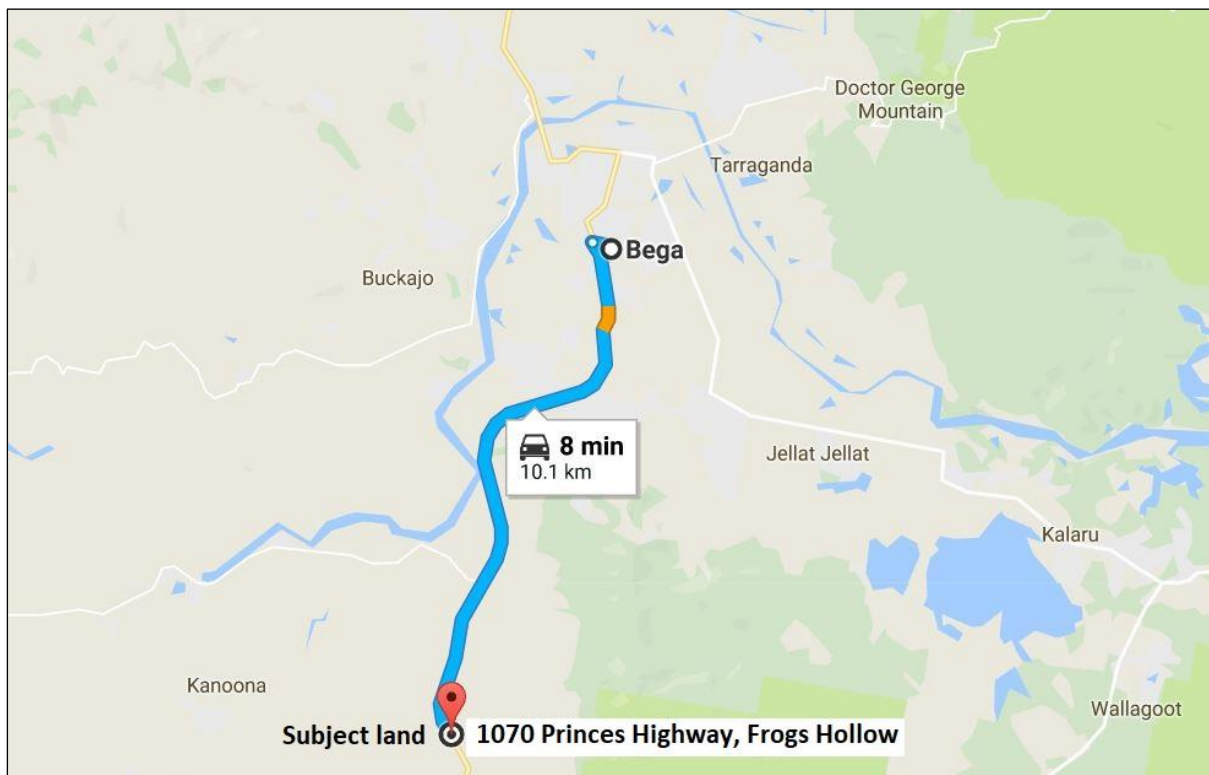 Doctor George
Mountain
Tarraganda
Bega
Buckajo
8 min
10.1 km
Jellat Jellat
Kalaru
Kanoona
Wallagoot
Subject land
1070 Princes Highway, Frogs Hollow